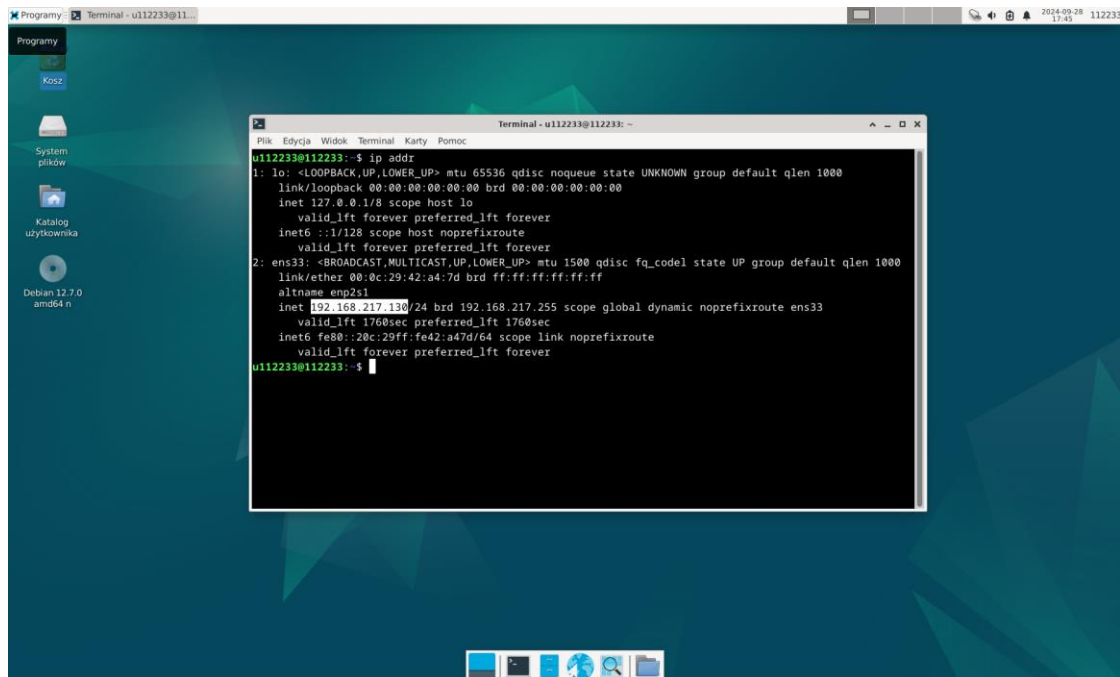 Programy
Terminal - u112233@11...
2024-09-28
17:45
112233
Programy
Kosz
System
plików
Katalog
użytkownika
Debian 12.7.0
amd64 n
Terminal - u112233@112233: ~
Plik Edycja Widok Terminal Karty Pomoc
u112233@112233:~$ ip addr
1: lo: <LOOPBACK,UP,LOWER_UP> mtu 65536 qdisc noqueue state UNKNOWN group default qlen 1000
    link/loopback 00:00:00:00:00:00 brd 00:00:00:00:00:00
    inet 127.0.0.1/8 scope host lo
       valid_lft forever preferred_lft forever
    inet6 ::1/128 scope host noprefixroute
       valid_lft forever preferred_lft forever
2: ens33: <BROADCAST,MULTICAST,UP,LOWER_UP> mtu 1500 qdisc fq_codel state UP group default qlen 1000
    link/ether 00:0c:29:42:a4:7d brd ff:ff:ff:ff:ff:ff
    altname enp2s1
    inet 192.168.217.130/24 brd 192.168.217.255 scope global dynamic noprefixroute ens33
       valid_lft 1760sec preferred_lft 1760sec
    inet6 fe80::20c:29ff:fe42:a47d/64 scope link noprefixroute
       valid_lft forever preferred_lft forever
u112233@112233:~$